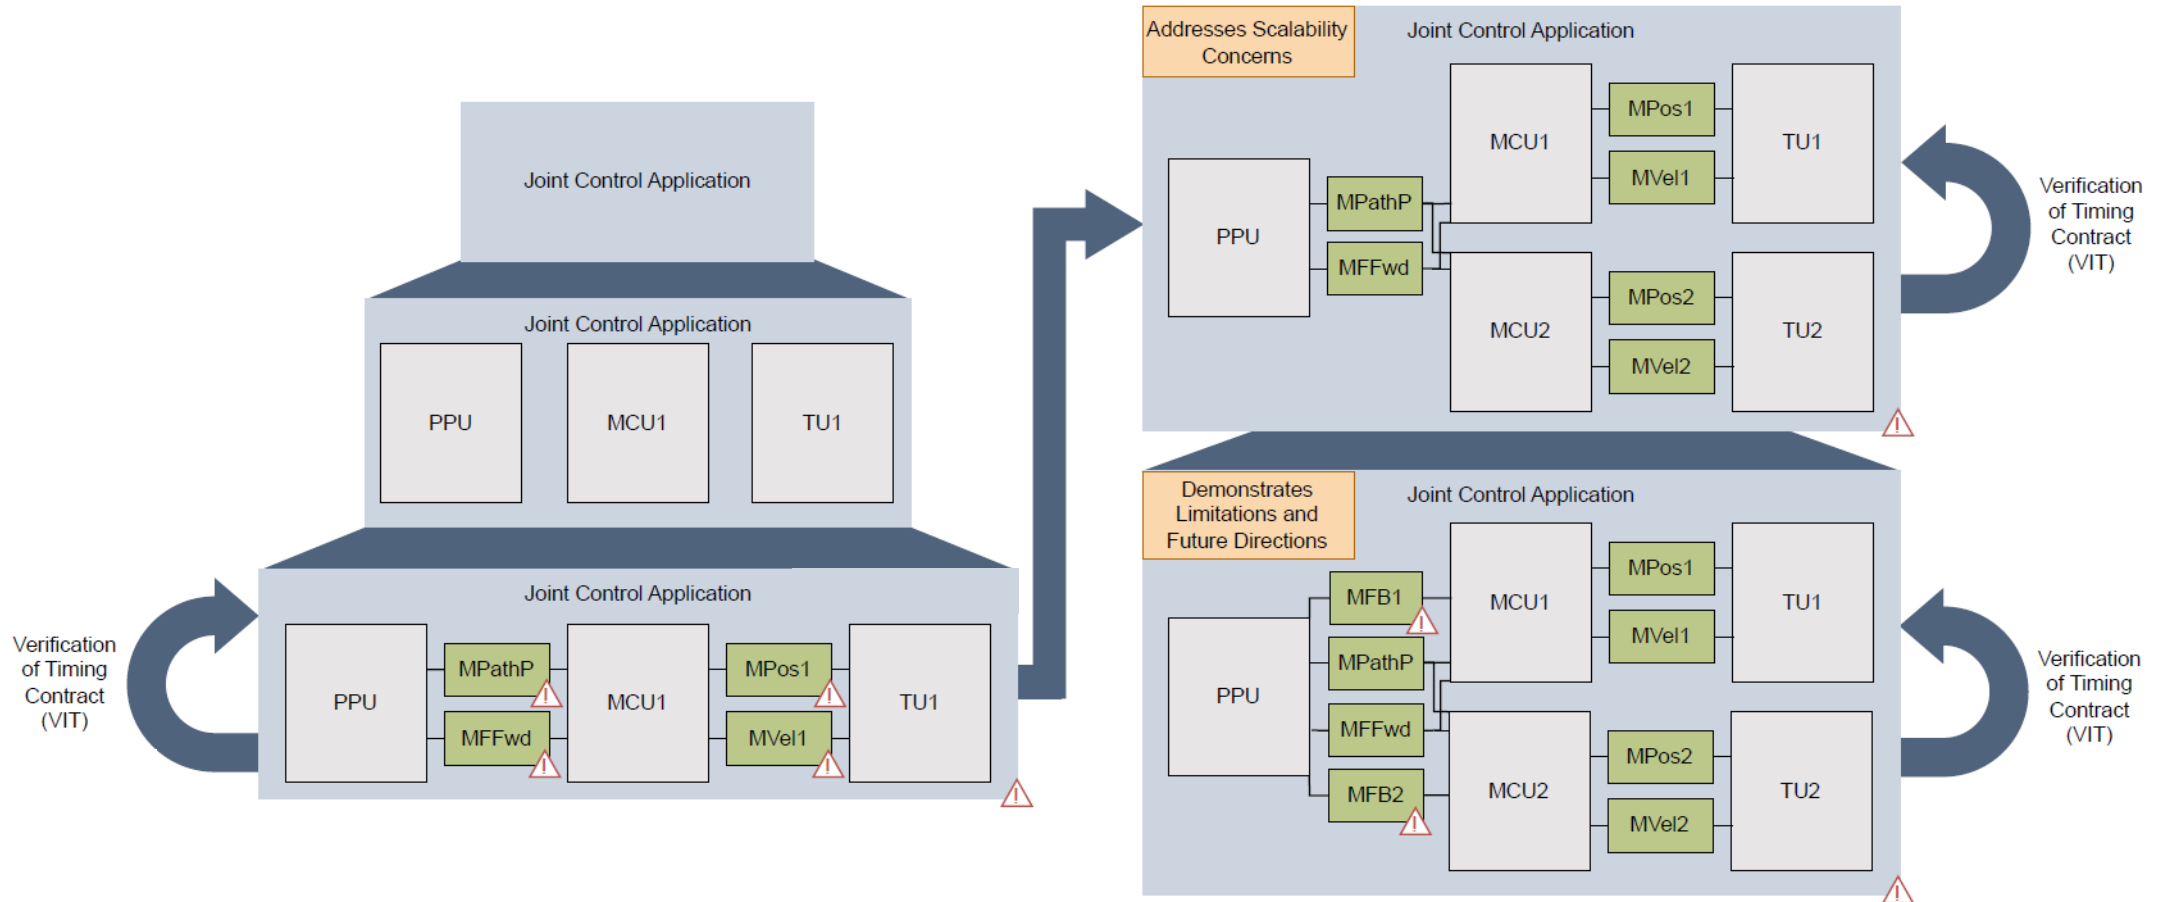 Joint Control Application
Joint Control Application
PPU
MCU1
TU1
Verification
of Timing
Contract
(VIT)
Joint Control Application
PPU
MPathP
MFFwd
MCU1
MPos1
MVel1
TU1
Addresses Scalability
Concerns
Joint Control Application
PPU
MPathP
MFFwd
MCU1
MPos1
MVel1
TU1
MCU2
MPos2
MVel2
TU2
Verification
of Timing
Contract
(VIT)
Demonstrates
Limitations and
Future Directions
Joint Control Application
PPU
MFB1
MPathP
MFFwd
MFB2
MCU1
MPos1
MVel1
TU1
MCU2
MPos2
MVel2
TU2
Verification
of Timing
Contract
(VIT)